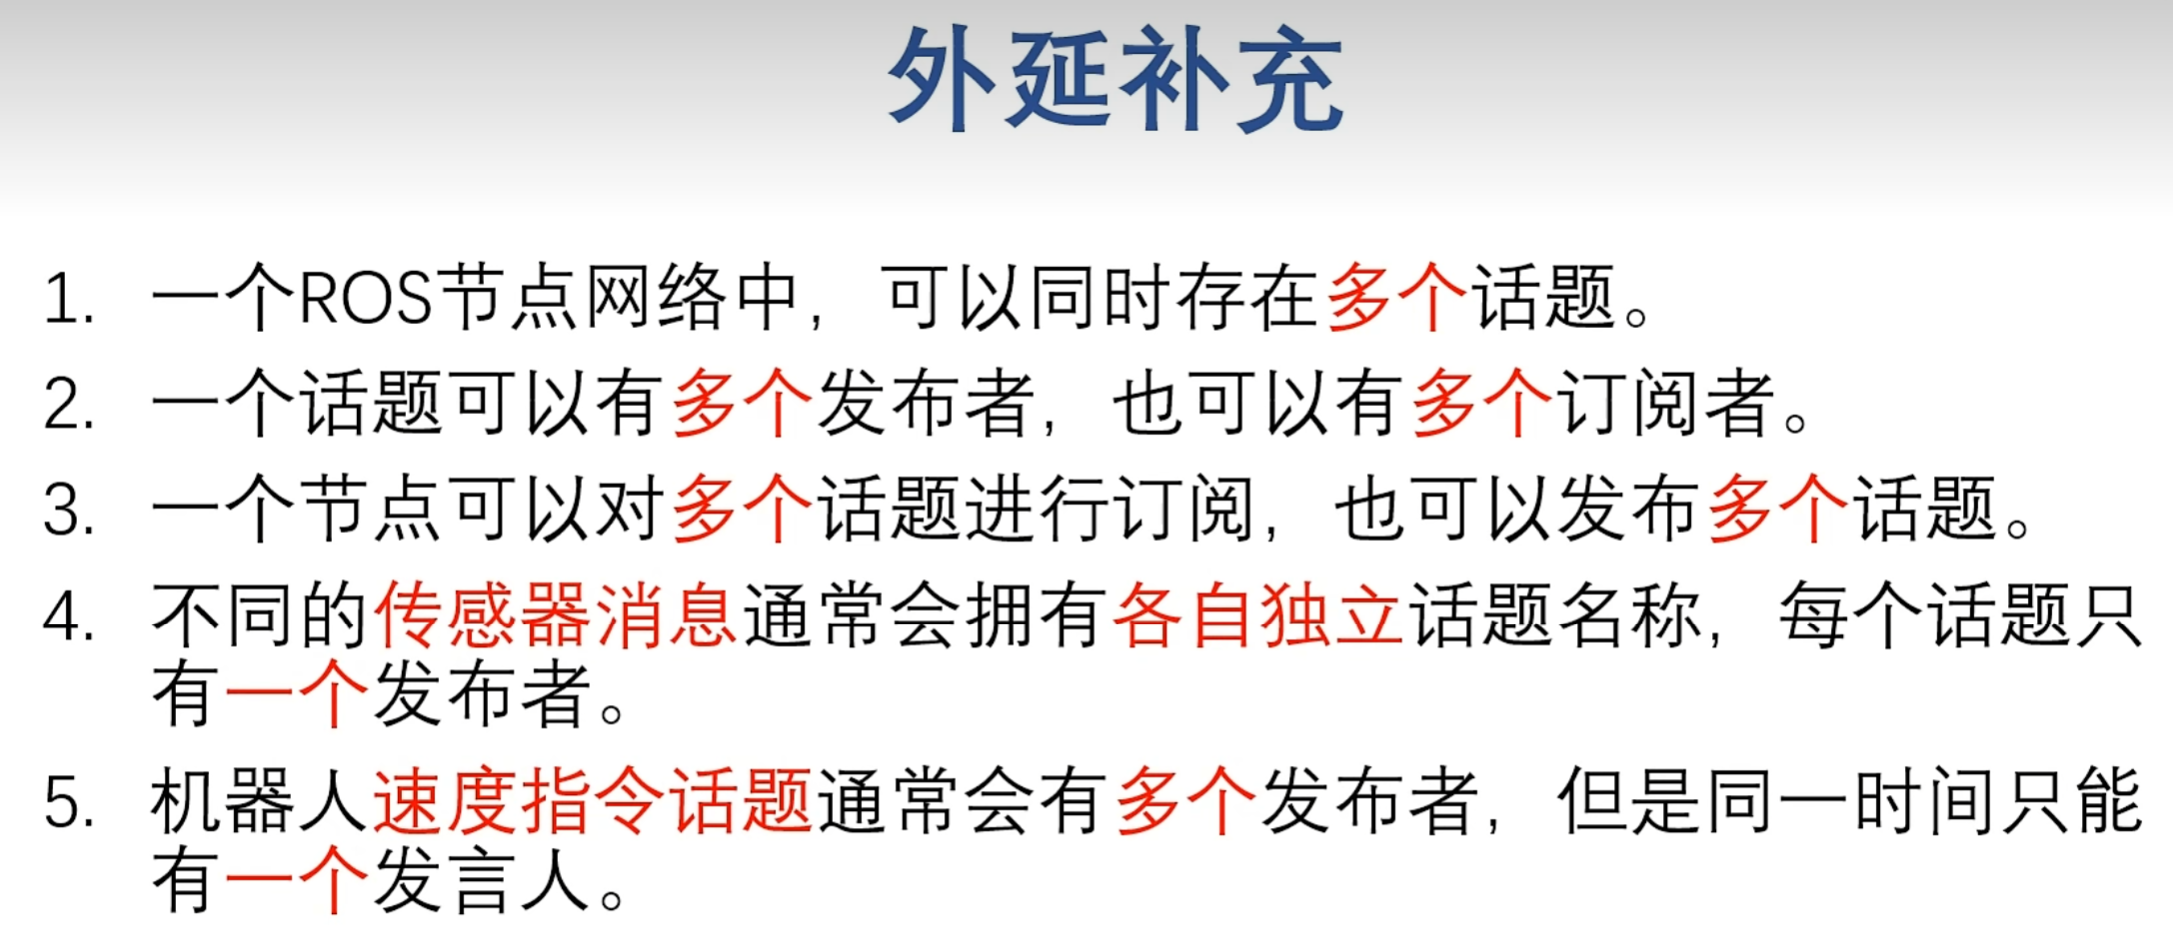 外延补充
1. 一个ROS节点网络中，可以同时存在多个话题。
2. 一个话题可以有多个发布者，也可以有多个订阅者。
3. 一个节点可以对多个话题进行订阅，也可以发布多个话题。
4. 不同的传感器消息通常会拥有各自独立话题名称，每个话题只
有一个发布者。
5. 机器人速度指令话题通常会有多个发布者，但是同一时间只能
有一个发言人。